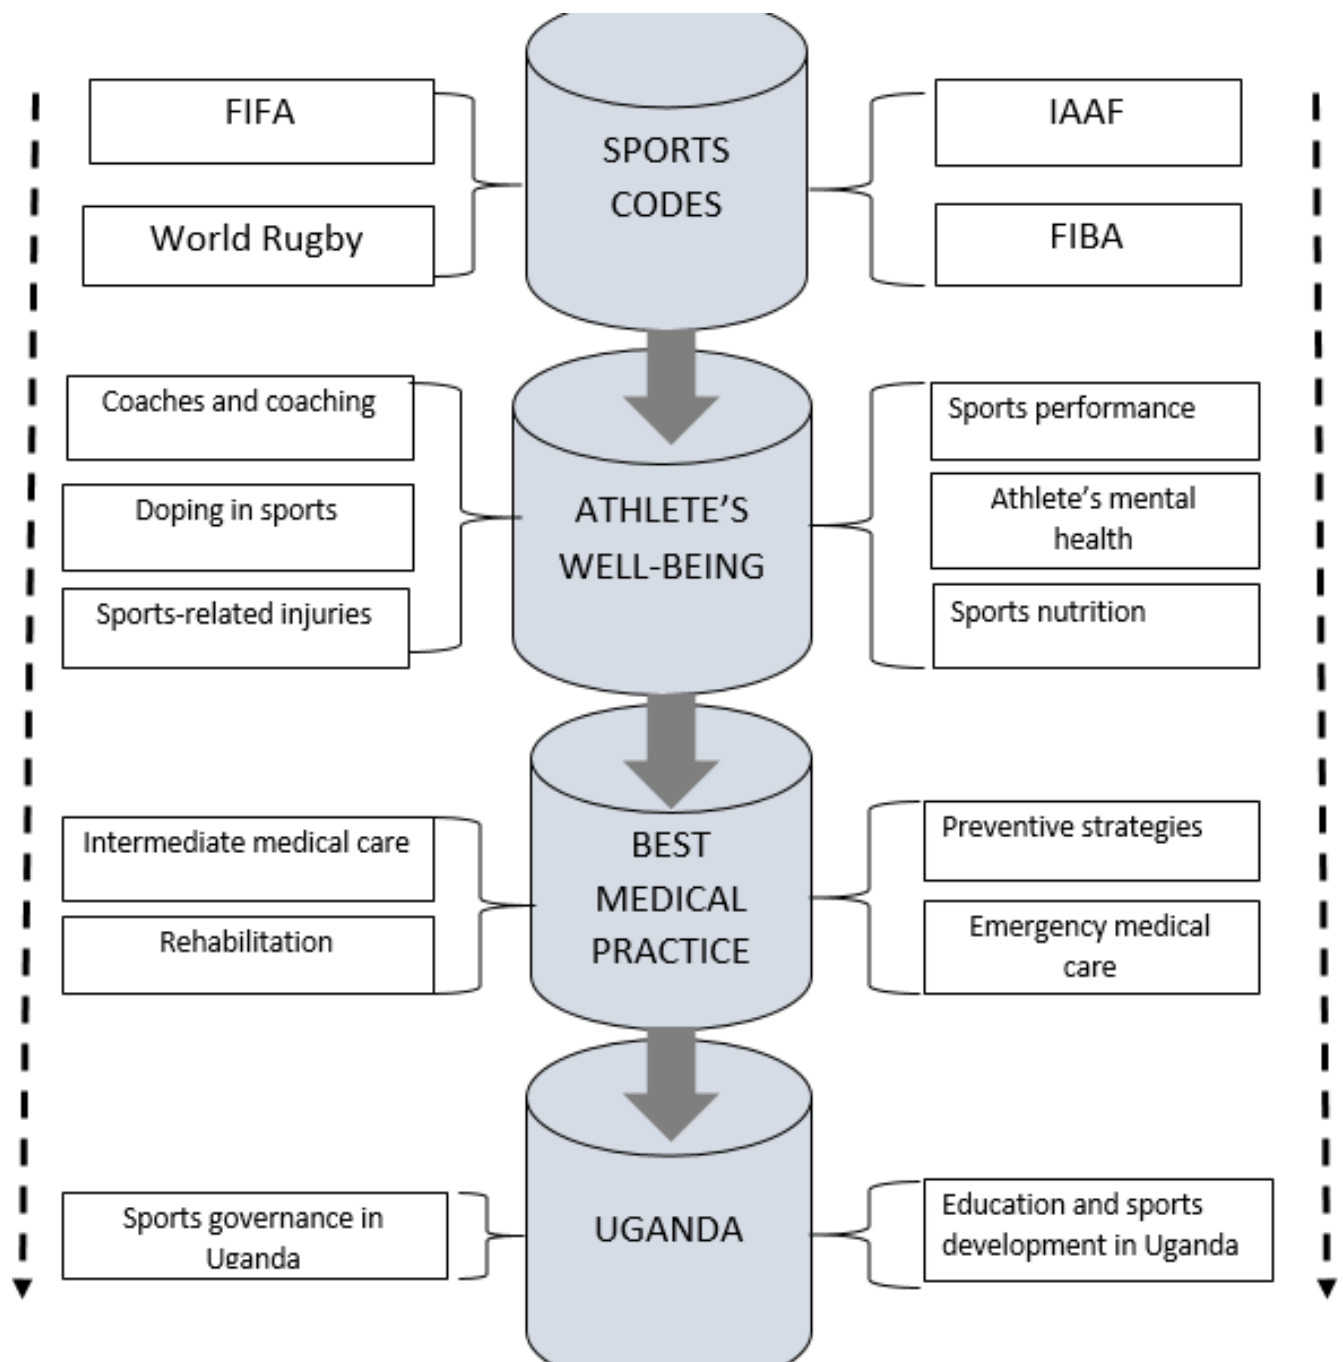 FIFA
World Rugby
SPORTS
CODES
IAAF
FIBA
Coaches and coaching
Doping in sports
Sports-related injuries
ATHLETE’S
WELL-BEING
Sports performance
Athlete’s mental
health
Sports nutrition
Intermediate medical care
Rehabilitation
BEST
MEDICAL
PRACTICE
Preventive strategies
Emergency medical
care
Sports governance in
Uganda
UGANDA
Education and sports
development in Uganda